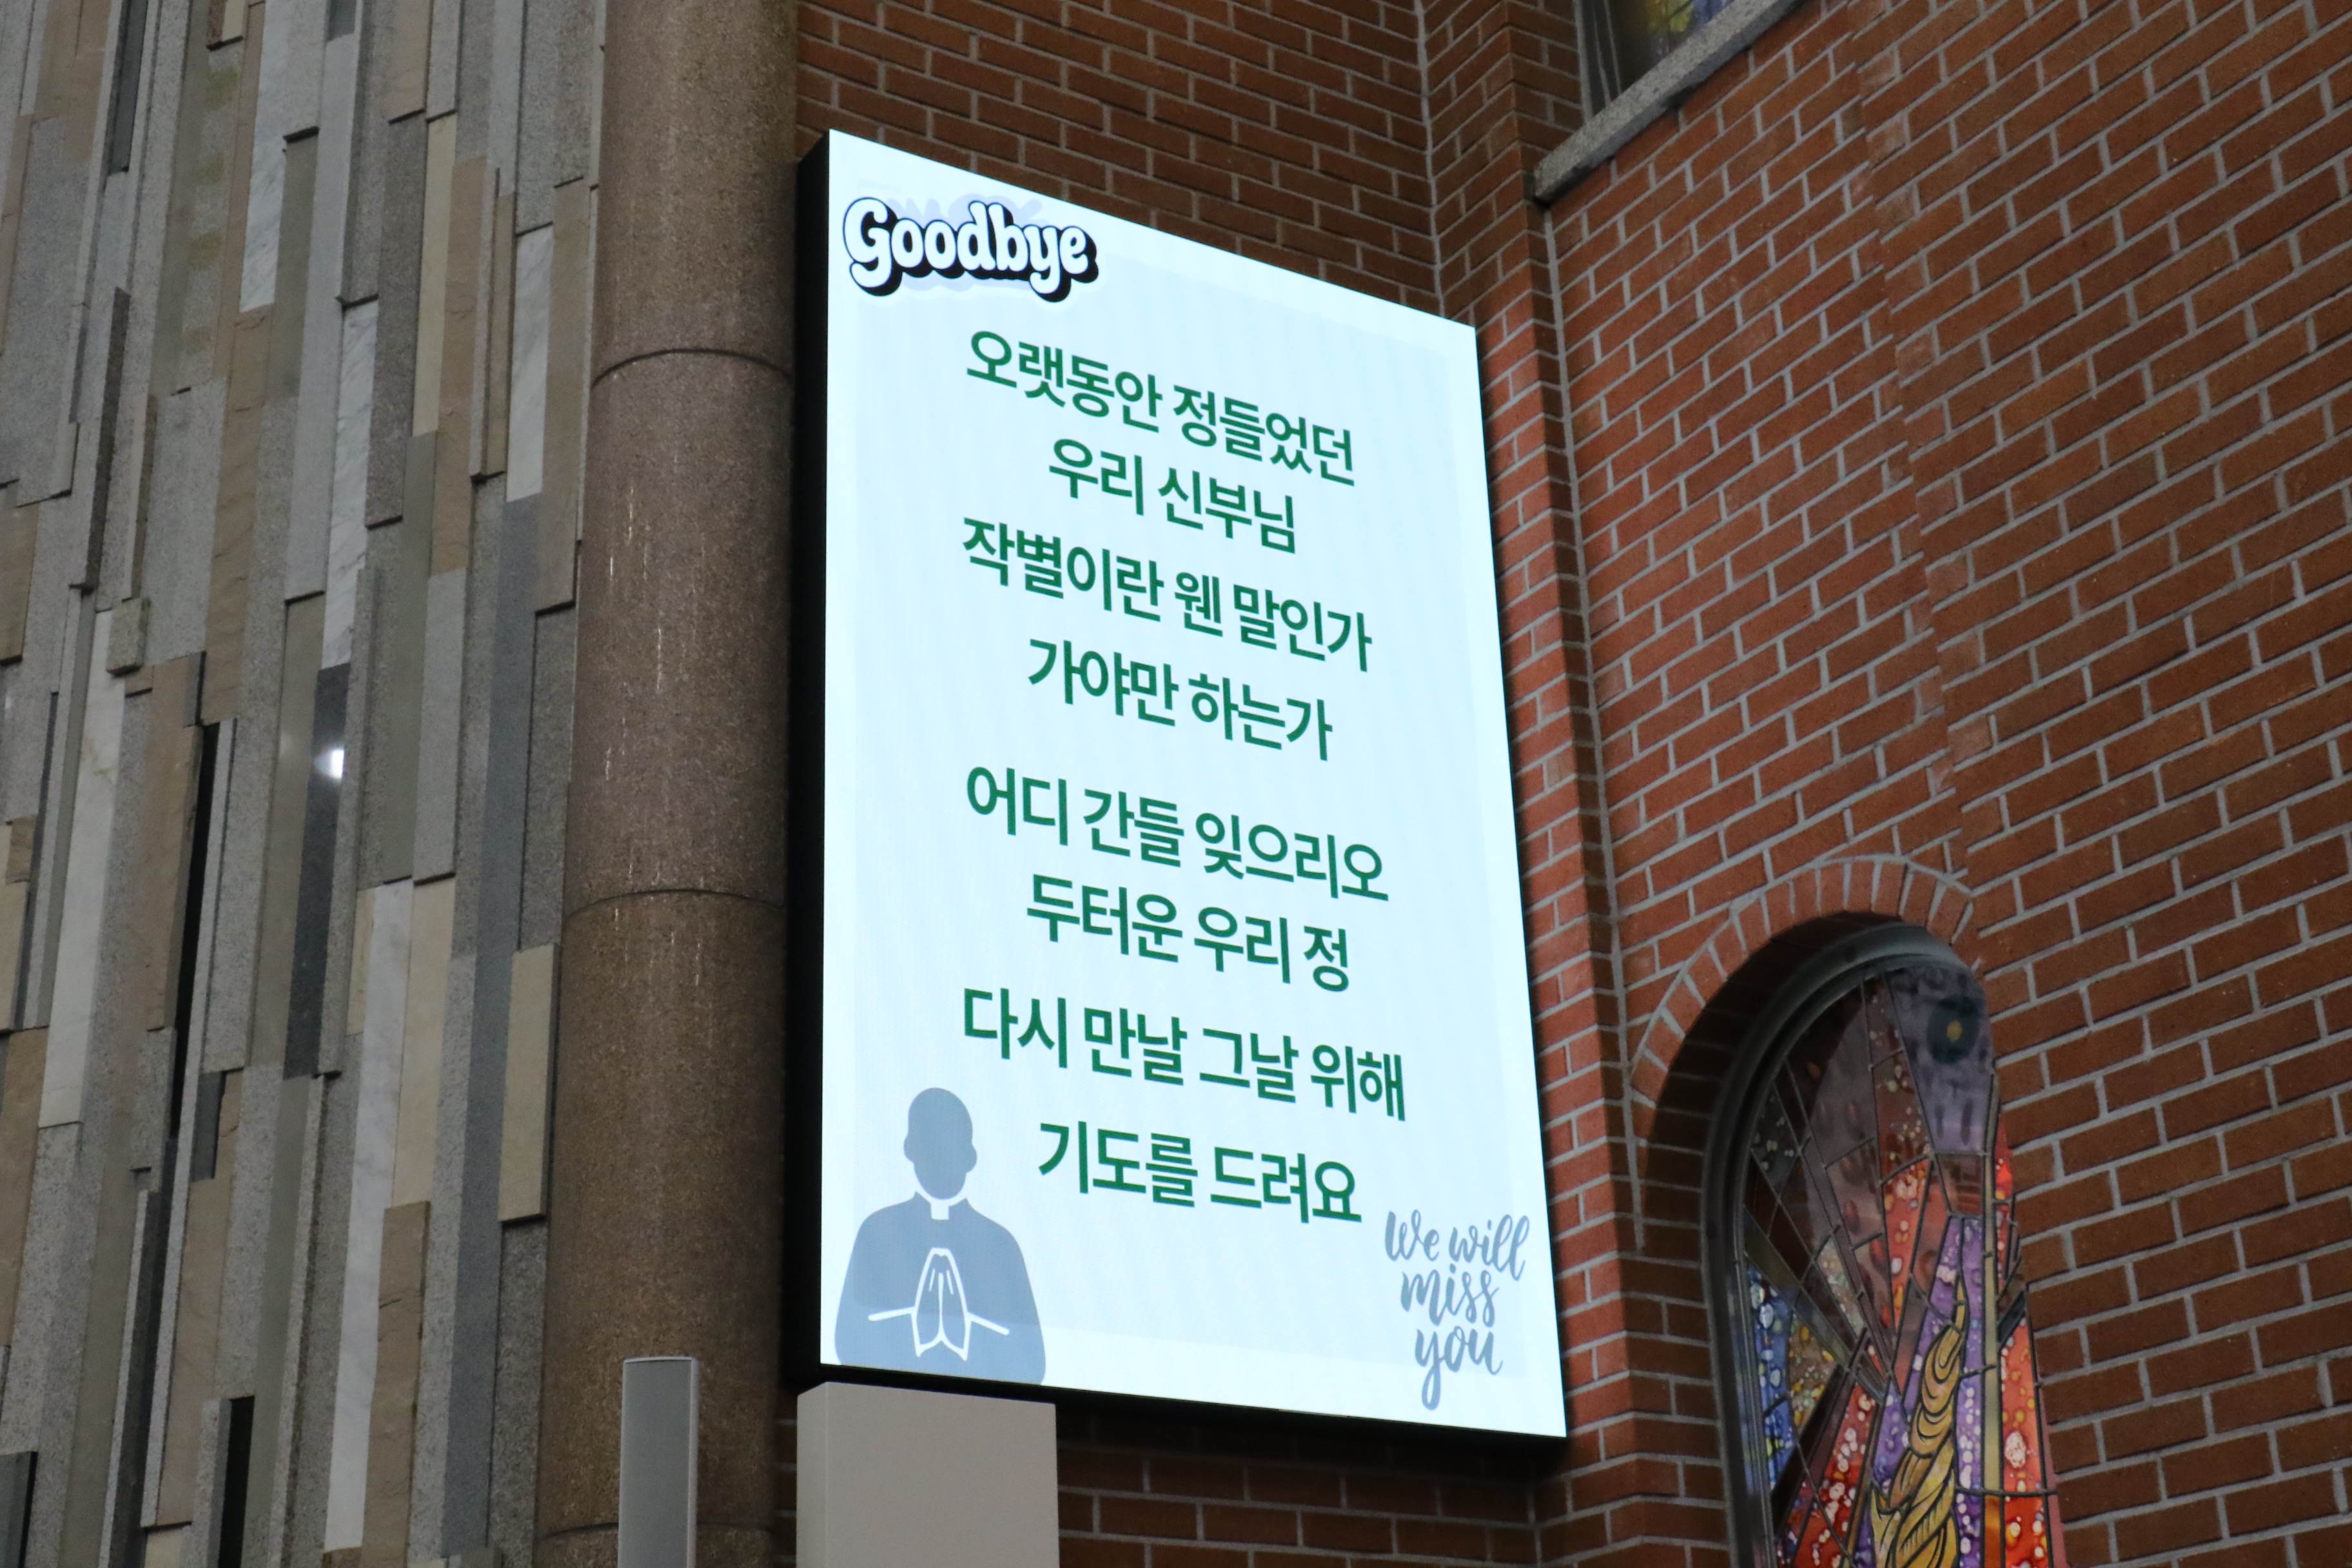 Goodbye
오랫동안 정들었던
우리 신부님
작별이란 웬 말인가
가야만 하는가
어디 간들 잊으리오
두터운 우리 정
다시 만날 그날 위해
기도를 드려요
We will
miss
you